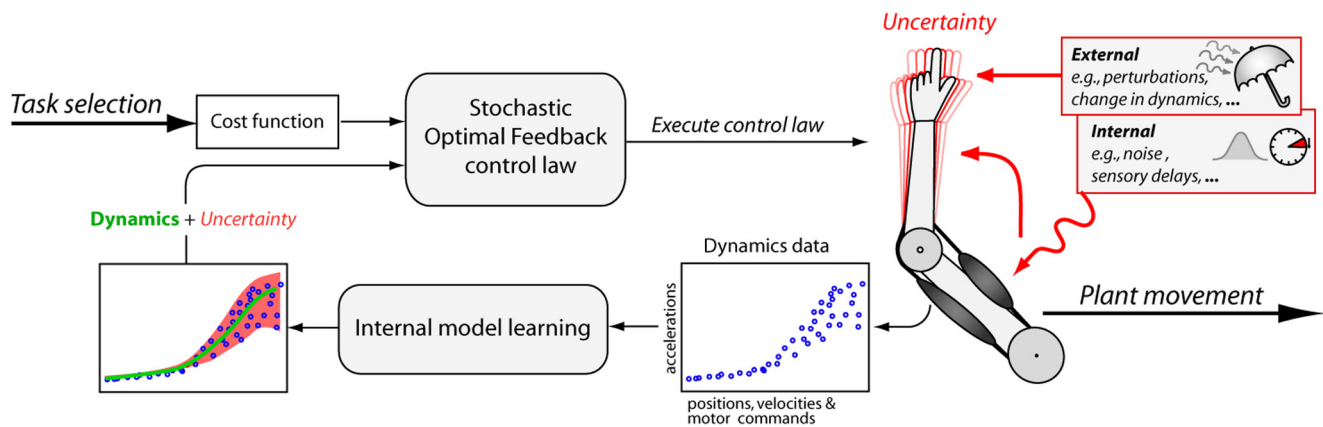 Uncertainty
External
e.g., perturbations,
change in dynamics, ...
Internal
e.g., noise ,
sensory delays, ...
Task selection
Cost function
Stochastic
Optimal Feedback
control law
Execute control law
Dynamics + Uncertainty
Internal model learning
Dynamics data
accelerations
positions, velocities &
motor commands
Plant movement